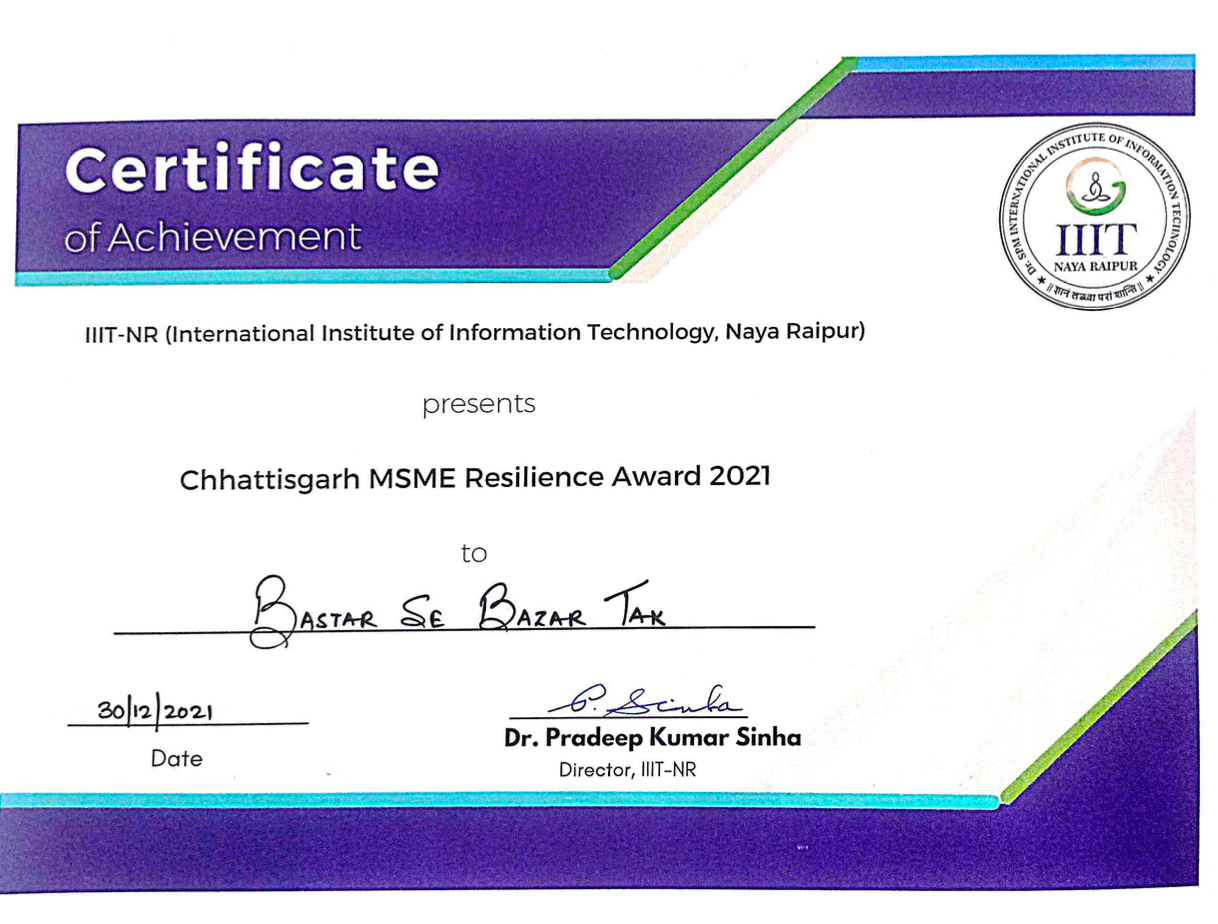 Certificate
of Achievement
Dr. SPM INTERNATIONAL INSTITUTE OF INFORMATION TECHNOLOGY
IIIT
NAYA RAIPUR
IIIT-NR (International Institute of Information Technology, Naya Raipur)
presents
Chhattisgarh MSME Resilience Award 2021
to
BASTAR SE BAZAR TAK
30/12/2021
P. Sinha
Date
Dr. Pradeep Kumar Sinha
Director, IIIT-NR